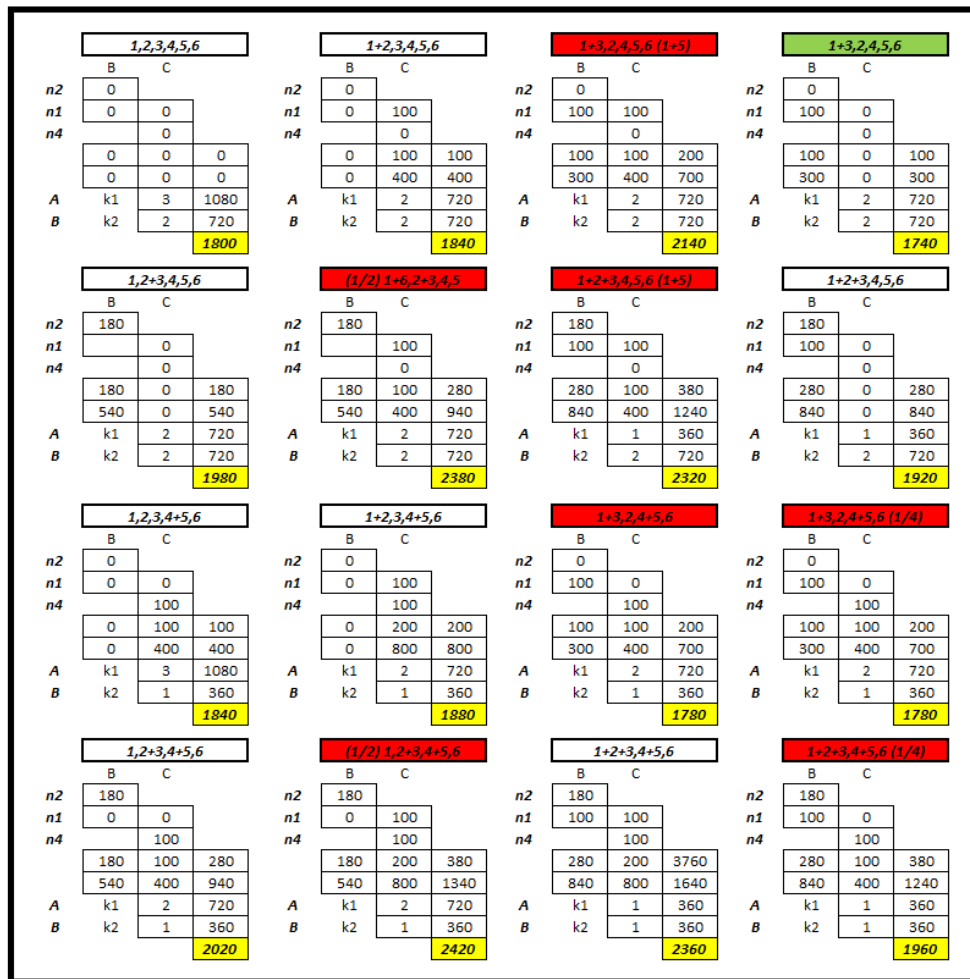 1,2,3,4,5,6 1+2,3,4,5,6 1+3,2,4,5,6 (1+5) 1+3,2,4,5,6
B C B C B C B C
n2 0 n2 0 n2 0 n2 0
n1 0 0 n1 0 100 n1 100 100 n1 100 0
n4 0 n4 0 n4 0 n4 0
0 0 0 0 100 100 100 100 200 100 0 100
0 0 0 0 400 400 300 400 700 300 0 300
A k1 3 1080 A k1 2 720 A k1 2 720 A k1 2 720
B k2 2 720 B k2 2 720 B k2 2 720 B k2 2 720
1800 1840 2140 1740
1,2+3,4,5,6 (1/2) 1+6,2+3,4,5 1+2+3,4,5,6 (1+5) 1+2+3,4,5,6
B C B C B C B C
n2 180 n2 180 n2 180 n2 180
n1 0 n1 100 n1 100 100 n1 100 0
n4 0 n4 0 n4 0 n4 0
180 0 180 180 100 280 280 100 380 280 0 280
540 0 540 540 400 940 840 400 1240 840 0 840
A k1 2 720 A k1 2 720 A k1 1 360 A k1 1 360
B k2 2 720 B k2 2 720 B k2 2 720 B k2 2 720
1980 2380 2320 1920
1,2,3,4+5,6 1+2,3,4+5,6 1+3,2,4+5,6 1+3,2,4+5,6 (1/4)
B C B C B C B C
n2 0 n2 0 n2 0 n2 0
n1 0 0 n1 0 100 n1 100 0 n1 100 0
n4 100 n4 100 n4 100 n4 100
0 100 100 0 200 200 100 100 200 100 100 200
0 400 400 0 800 800 300 400 700 300 400 700
A k1 3 1080 A k1 2 720 A k1 2 720 A k1 2 720
B k2 1 360 B k2 1 360 B k2 1 360 B k2 1 360
1840 1880 1780 1780
1,2+3,4+5,6 (1/2) 1,2+3,4+5,6 1+2+3,4+5,6 1+2+3,4+5,6 (1/4)
B C B C B C B C
n2 180 n2 180 n2 180 n2 180
n1 0 0 n1 0 100 n1 100 100 n1 100 0
n4 100 n4 100 n4 100 n4 100
180 100 280 180 200 380 280 200 3760 280 100 380
540 400 940 540 800 1340 840 800 1640 840 400 1240
A k1 2 720 A k1 2 720 A k1 1 360 A k1 1 360
B k2 1 360 B k2 1 360 B k2 1 360 B k2 1 360
2020 2420 2360 1960